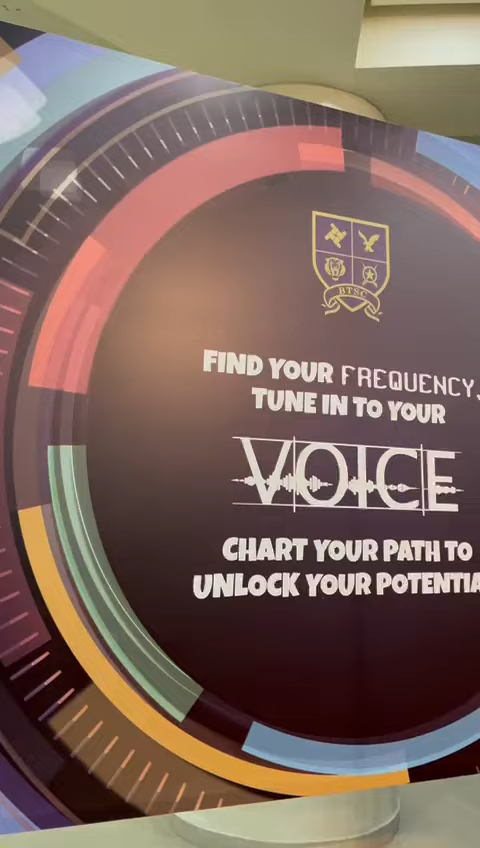 BTSC
FIND YOUR FREQUENCY,
TUNE IN TO YOUR
VOICE
CHART YOUR PATH TO
UNLOCK YOUR POTENTIA